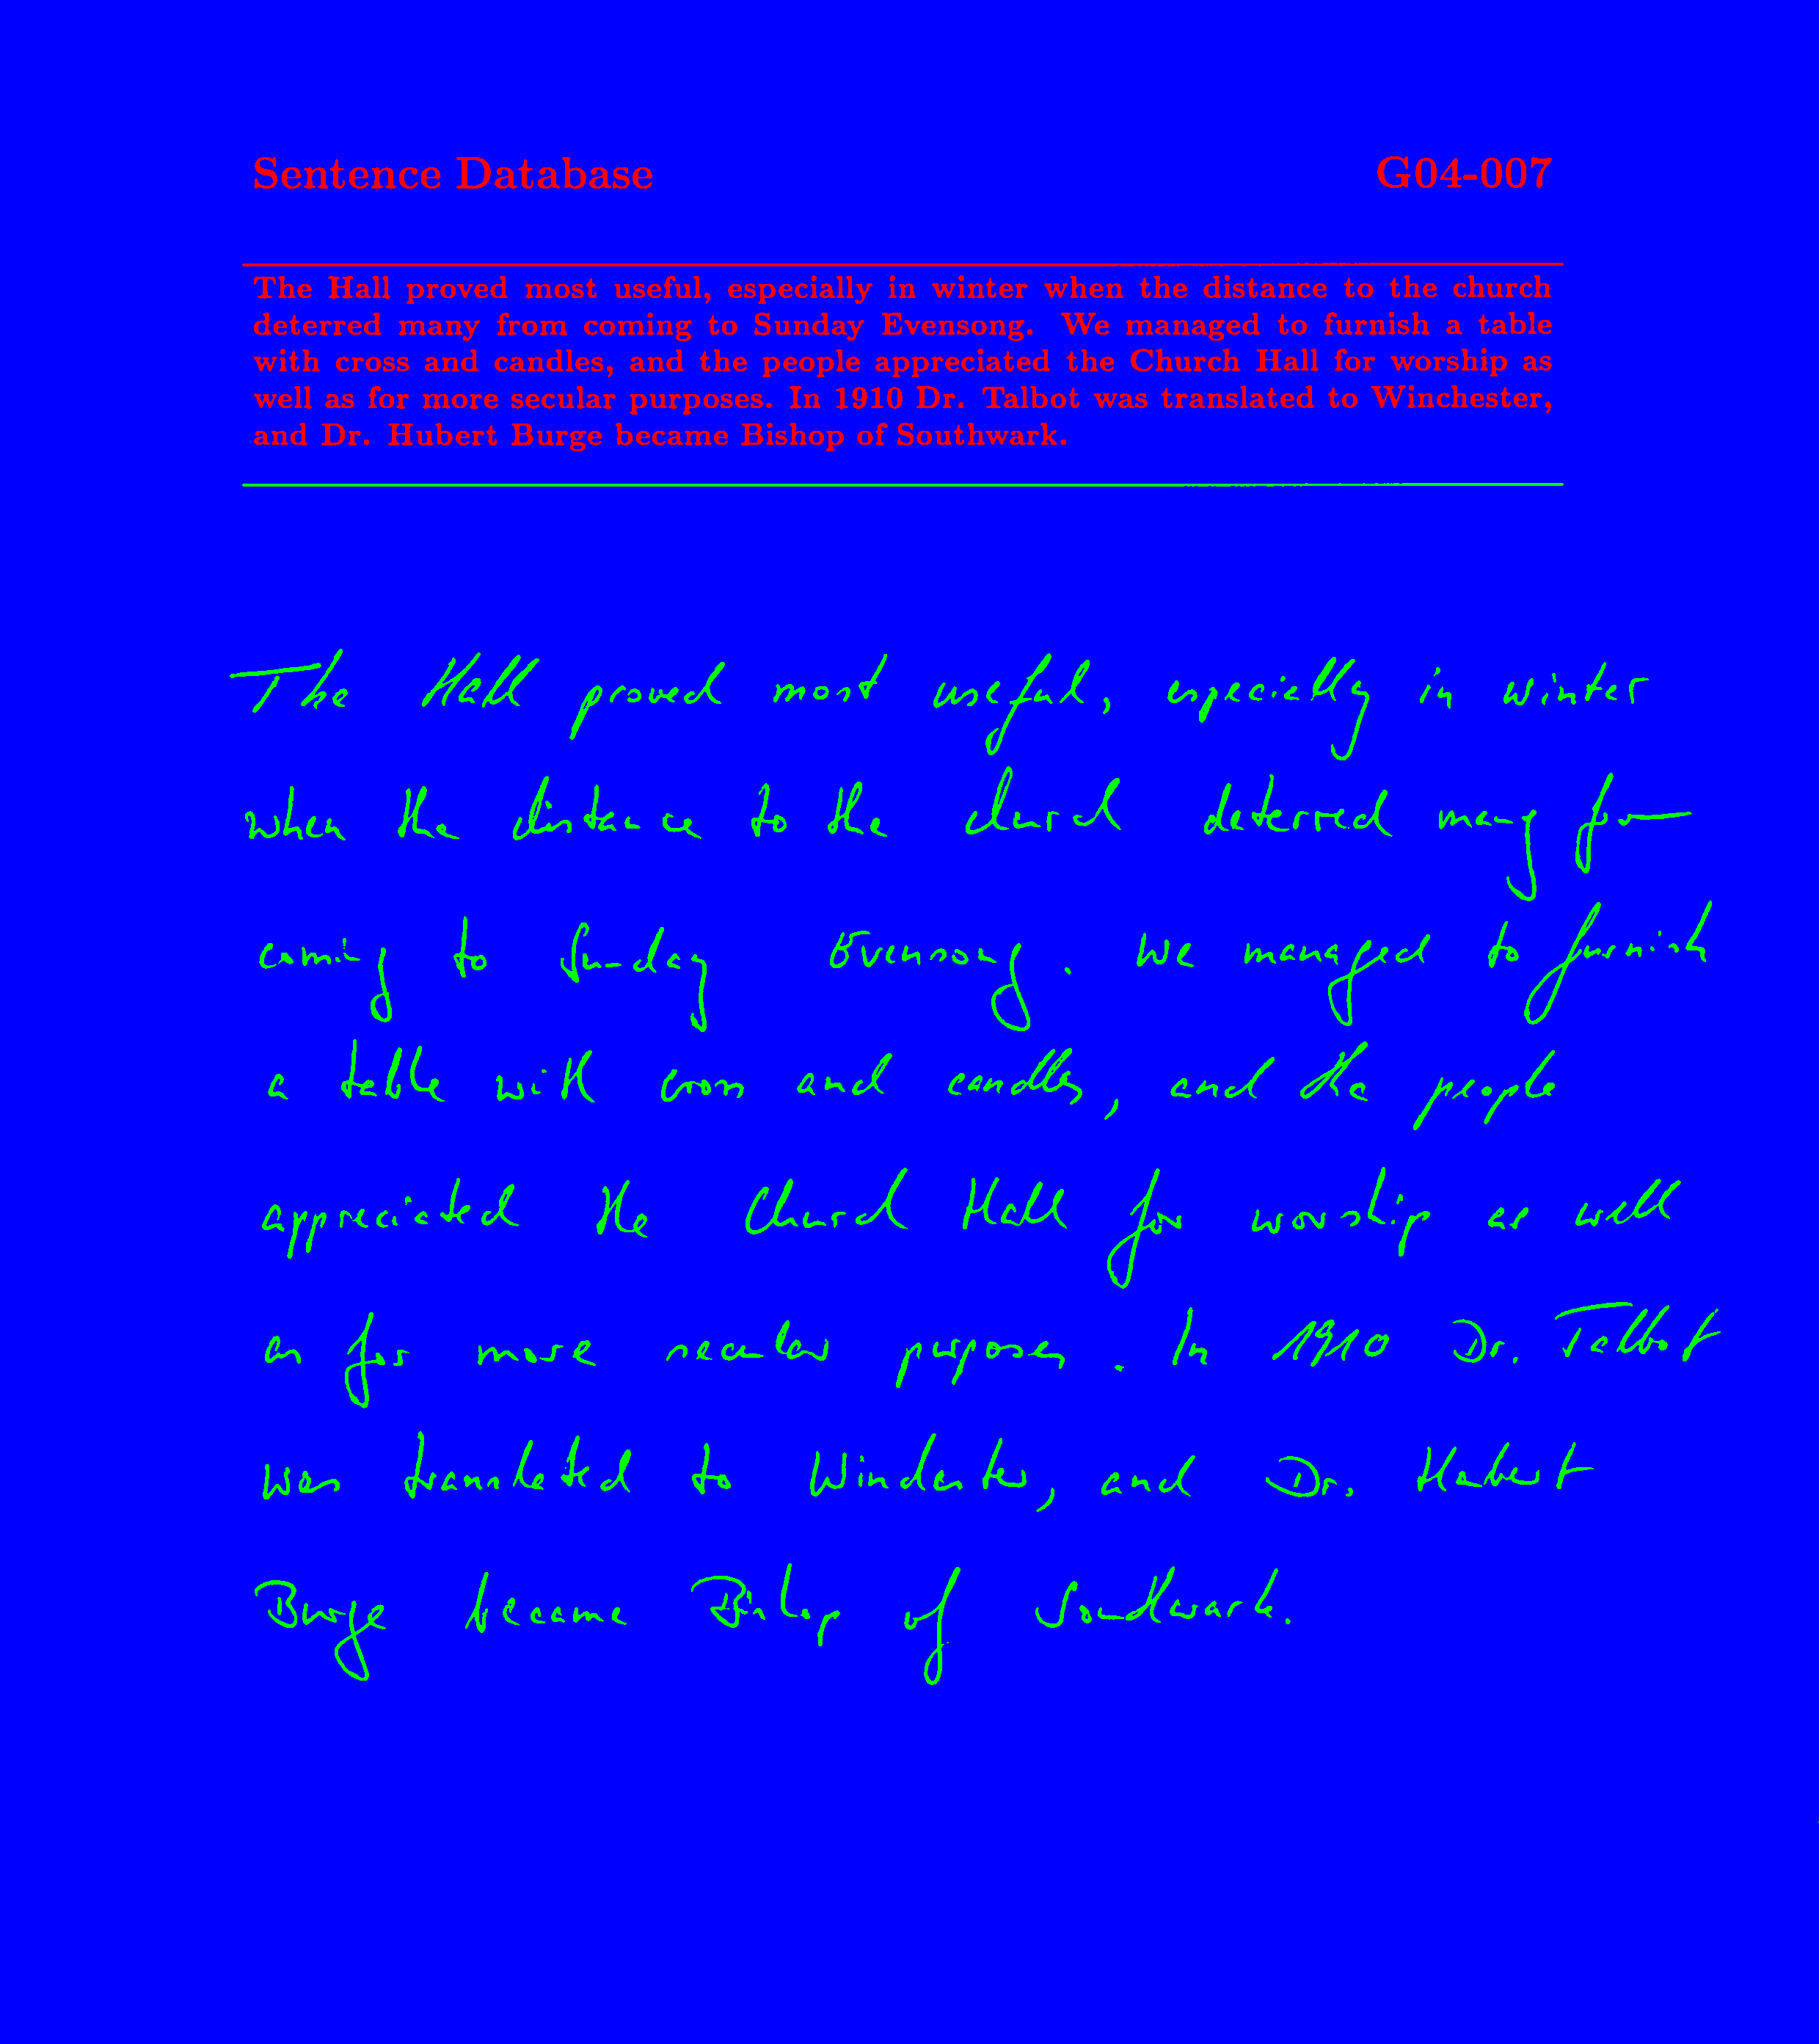 Sentence Database G04-007
The Hall proved most useful, especially in winter when the distance to the church
deterred many from coming to Sunday Evensong. We managed to furnish a table
with cross and candles, and the people appreciated the Church Hall for worship as
well as for more secular purposes. In 1910 Dr. Talbot was translated to Winchester,
and Dr. Hubert Burge became Bishop of Southwark.
The Hall proved most useful, especially in winter
when the distance to the church deterred many from
coming to Sunday Evensong. We managed to furnish
a table with cross and candles, and the people
appreciated the Church Hall for worship as well
as for more secular purposes. In 1910 Dr. Talbot
was translated to Winchester, and Dr. Hubert
Burge became Bishop of Southwark.